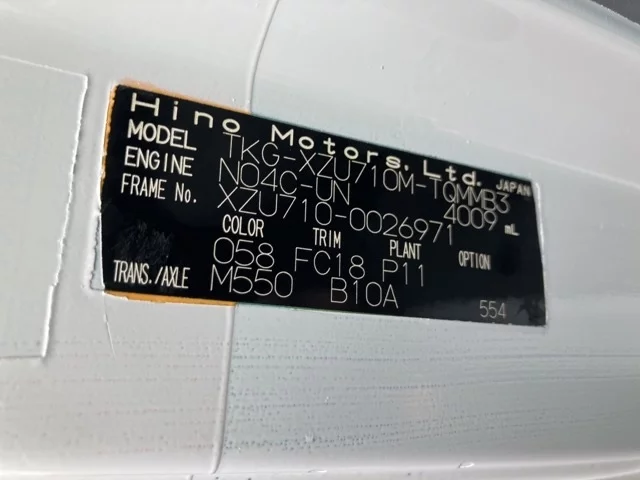 Hino Motors, Ltd. JAPAN
MODEL TKG-XZU710M-TQMMB3
ENGINE N04C-UN 4009 mL
FRAME No. XZU710-0026971
COLOR TRIM PLANT OPTION
058 FC18 P11
TRANS./AXLE M550 B10A
554